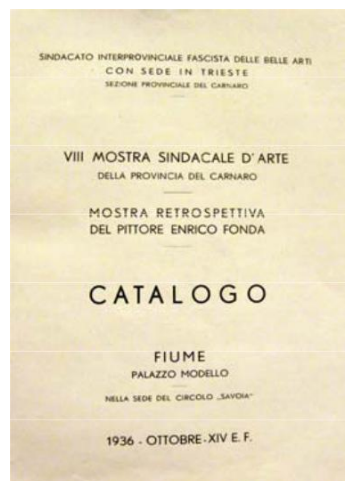 SINDACATO INTERPROVINCIALE FASCISTA DELLE BELLE ARTI
CON SEDE IN TRIESTE
SEZIONE PROVINCIALE DEL CARNARO
VIII MOSTRA SINDACALE D'ARTE
DELLA PROVINCIA DEL CARNARO
MOSTRA RETROSPETTIVA
DEL PITTORE ENRICO FONDA
CATALOGO
FIUME
PALAZZO MODELLO
NELLA SEDE DEL CIRCOLO „SAVOIA"
1936 - OTTOBRE - XIV E. F.